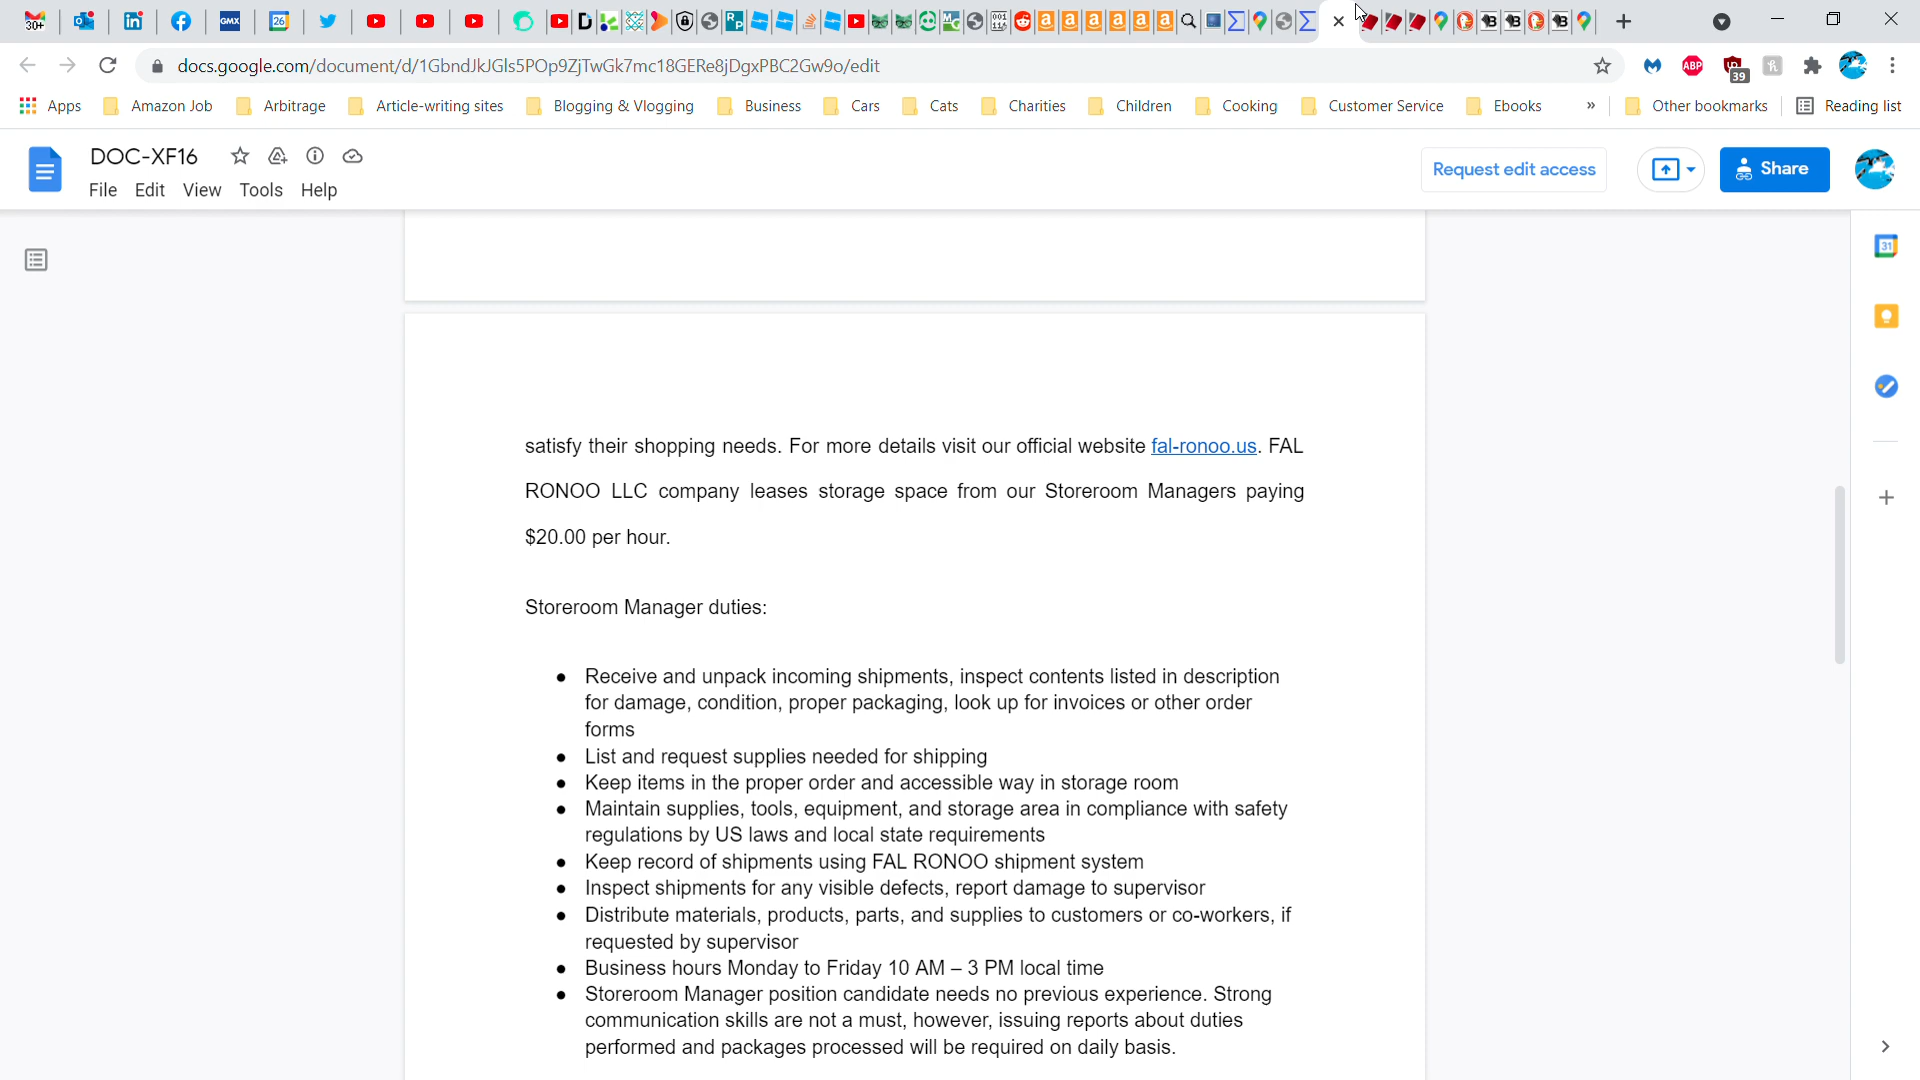 docs.google.com/document/d/1GbndJkJGls5POp9ZjTwGk7mc18GERe8jDgxPBC2Gw9o/edit
Apps Amazon Job Arbitrage Article-writing sites Blogging & Vlogging Business Cars Cats Charities Children Cooking Customer Service Ebooks » Other bookmarks Reading list
DOC-XF16
File Edit View Tools Help
Request edit access
Share
satisfy their shopping needs. For more details visit our official website fal-ronoo.us. FAL
RONOO LLC company leases storage space from our Storeroom Managers paying
$20.00 per hour.
Storeroom Manager duties:
● Receive and unpack incoming shipments, inspect contents listed in description
for damage, condition, proper packaging, look up for invoices or other order
forms
● List and request supplies needed for shipping
● Keep items in the proper order and accessible way in storage room
● Maintain supplies, tools, equipment, and storage area in compliance with safety
regulations by US laws and local state requirements
● Keep record of shipments using FAL RONOO shipment system
● Inspect shipments for any visible defects, report damage to supervisor
● Distribute materials, products, parts, and supplies to customers or co-workers, if
requested by supervisor
● Business hours Monday to Friday 10 AM – 3 PM local time
● Storeroom Manager position candidate needs no previous experience. Strong
communication skills are not a must, however, issuing reports about duties
performed and packages processed will be required on daily basis.